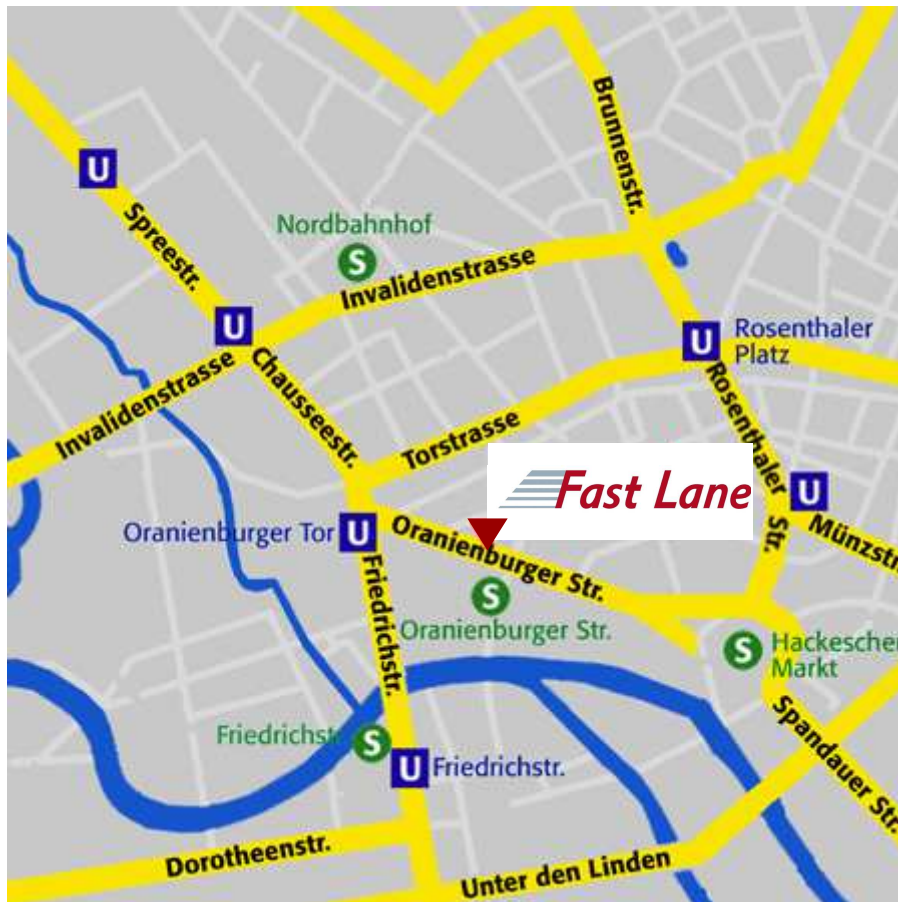 Brunnenstr.
U
Spreestr.
Nordbahnhof
S
Invalidenstrasse
U
Rosenthaler
Platz
U
Invalidenstrasse
Chausseestr.
Torstrasse
Rosenthaler
Str.
Fast Lane
U
Münzstr
Oranienburger Tor
U
Oranienburger Str.
Friedrichstr.
S
Oranienburger Str.
S
Hackescher
Markt
Spandauer Str.
Friedrichstr
S
U
Friedrichstr.
Dorotheenstr.
Unter den Linden